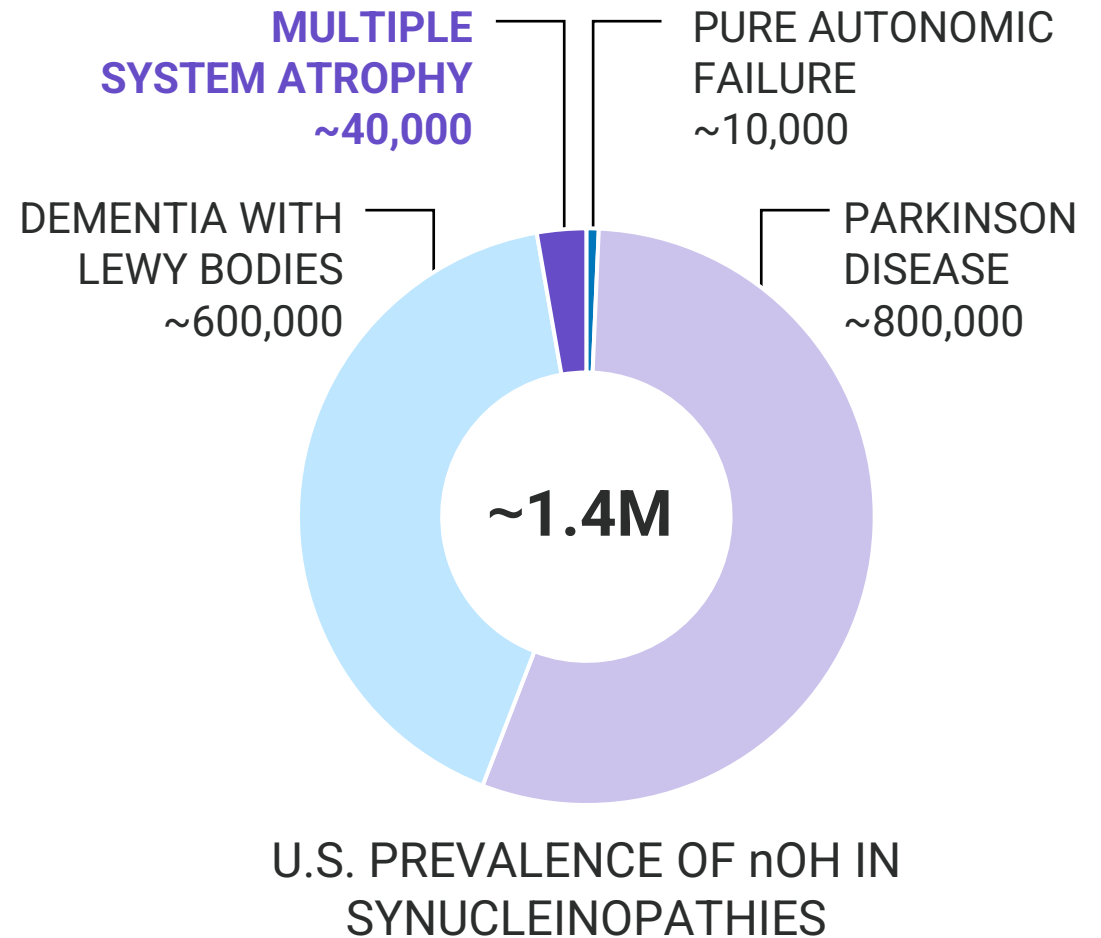 MULTIPLE
SYSTEM ATROPHY
~40,000
PURE AUTONOMIC
FAILURE
~10,000
DEMENTIA WITH
LEWY BODIES
~600,000
PARKINSON
DISEASE
~800,000
~1.4M
U.S. PREVALENCE OF nOH IN
SYNUCLEINOPATHIES